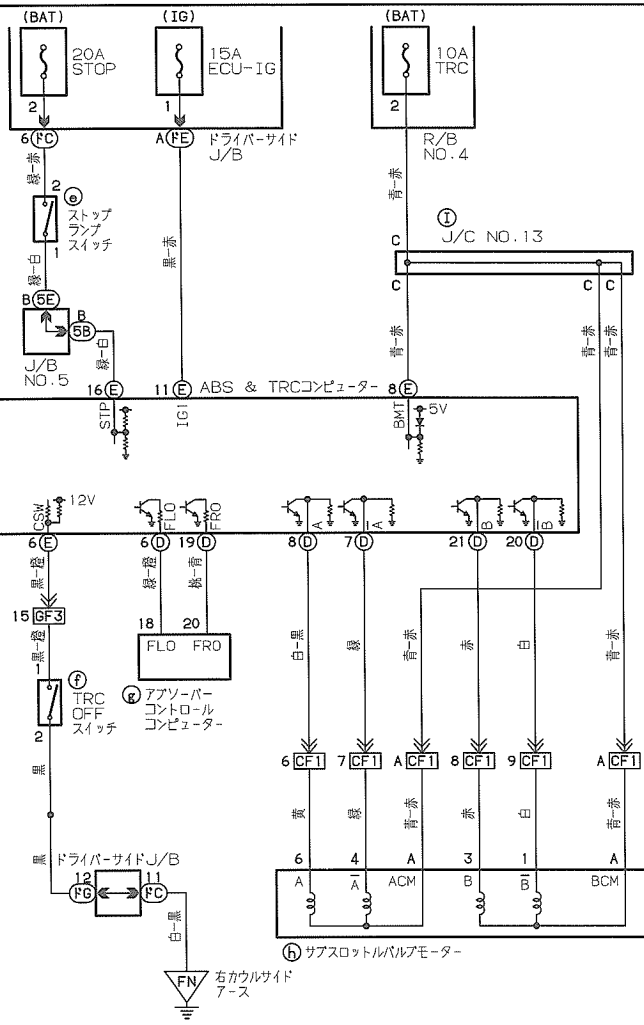 (BAT)
(IG)
(BAT)
20A
STOP
15A
ECU-IG
10A
TRC
2
1
2
6 ドC
A ドE
ドライバーサイド
J/B
R/B
NO.4
緑-赤
2
e
ストップ
ランプ
スイッチ
1
黒-赤
青-赤
I
J/C NO.13
C
C
C
C
緑-白
B 5E
B
5B
J/B
NO.5
緑-白
青-赤
青-赤
青-赤
16 E
11 E
ABS & TRCコンピューター
8 E
STP
IG1
BMT
5V
CSW
12V
FLO
FRO
A
A
B
B
6 E
6 D
19 D
8 D
7 D
21 D
20 D
黒-橙
緑-橙
桃-青
15 GF3
黒-橙
18
20
FLO
FRO
白-黒
緑
青-赤
赤
白
青-赤
1
f
TRC
OFF
スイッチ
2
g
アブソーバー
コントロール
コンピューター
黒
6 CF1
7 CF1
A CF1
8 CF1
9 CF1
A CF1
黄
緑
青-赤
赤
白
青-赤
黒
ドライバーサイドJ/B
12
ドG
11
ドC
6
4
A
3
1
A
A
A
ACM
B
B
BCM
白-黒
h サブスロットルバルブモーター
FN
右カウルサイド
アース